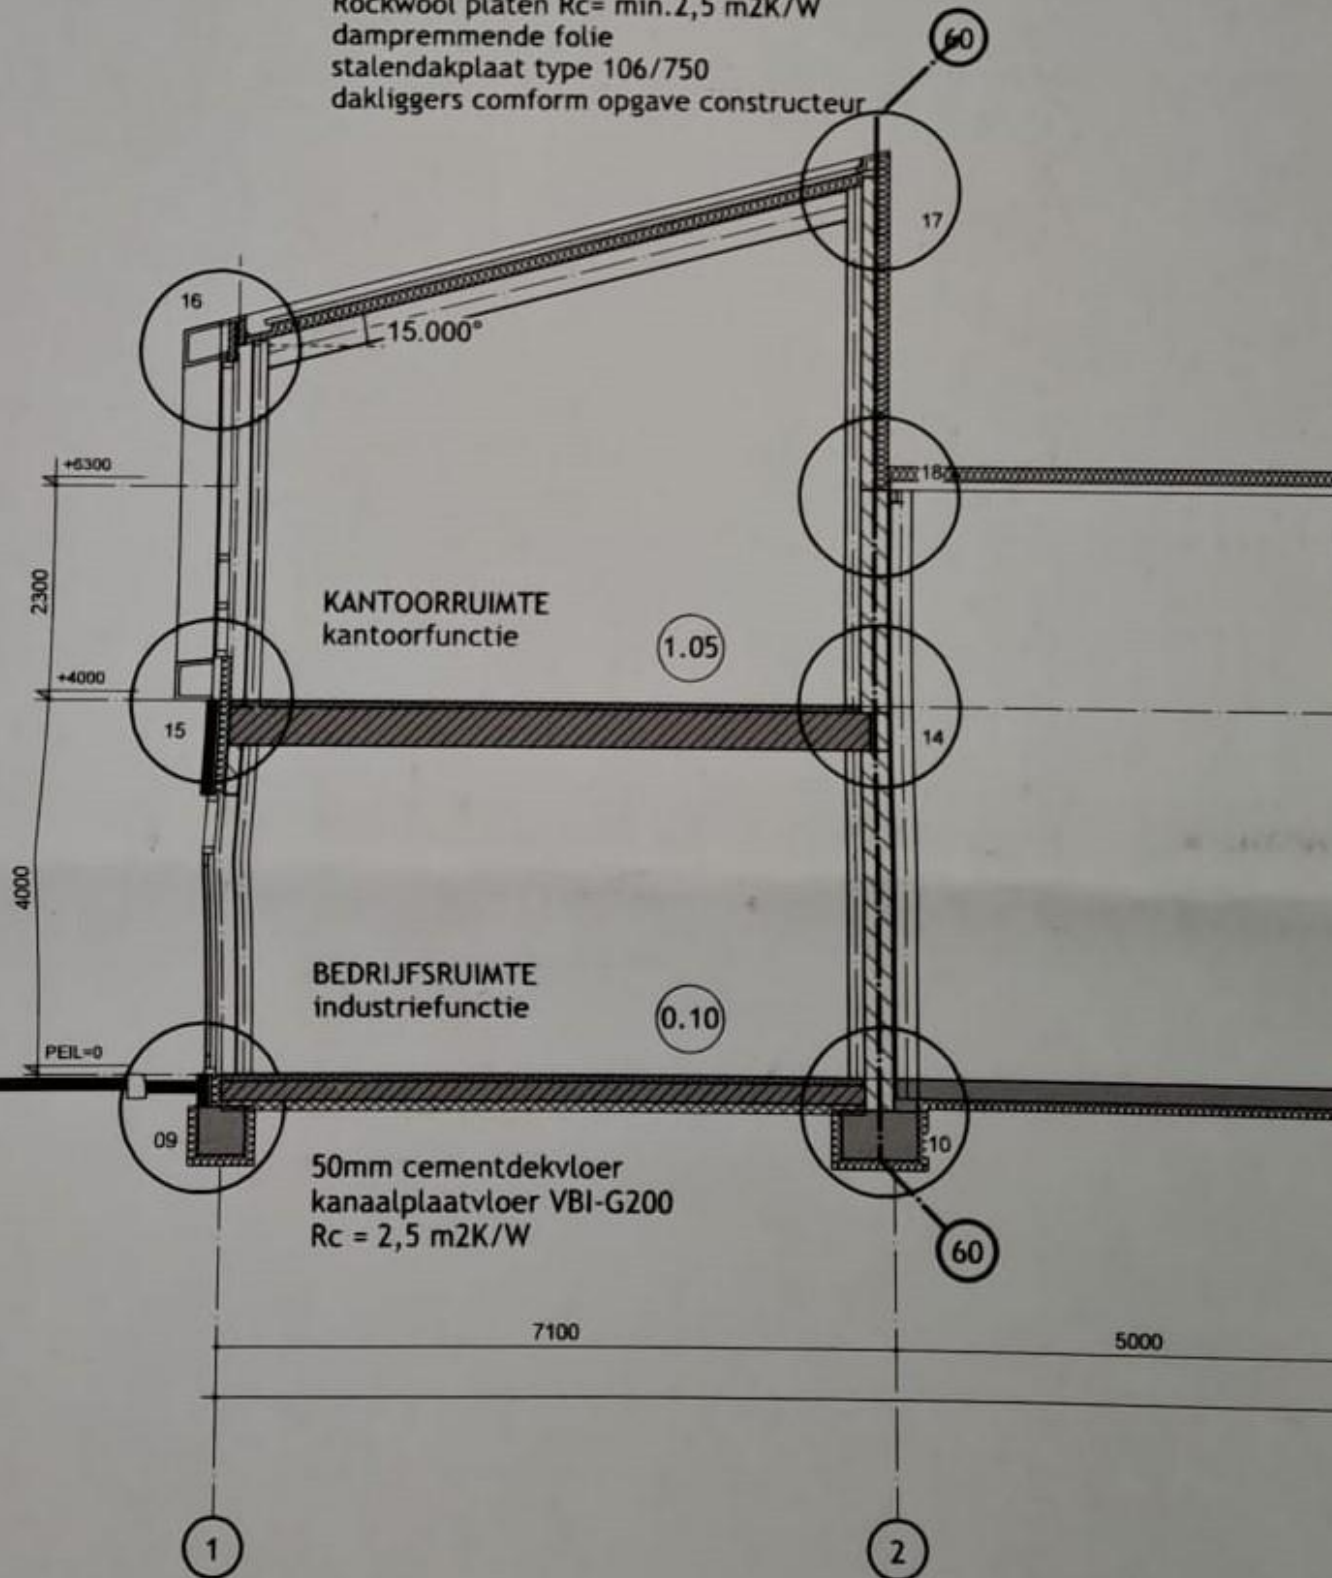 Rockwool platen Rc= min.2,5 m2K/W
dampremmende folie
stalendakplaat type 106/750
dakliggers comform opgave constructeur
60
17
16
15.000°
+6300
18
2300
KANTOORRUIMTE
kantoorfunctie
1.05
+4000
15
14
4000
BEDRIJFSRUIMTE
industriefunctie
0.10
PEIL=0
09
10
50mm cementdekvloer
kanaalplaatvloer VBI-G200
Rc = 2,5 m2K/W
60
7100
5000
1
2